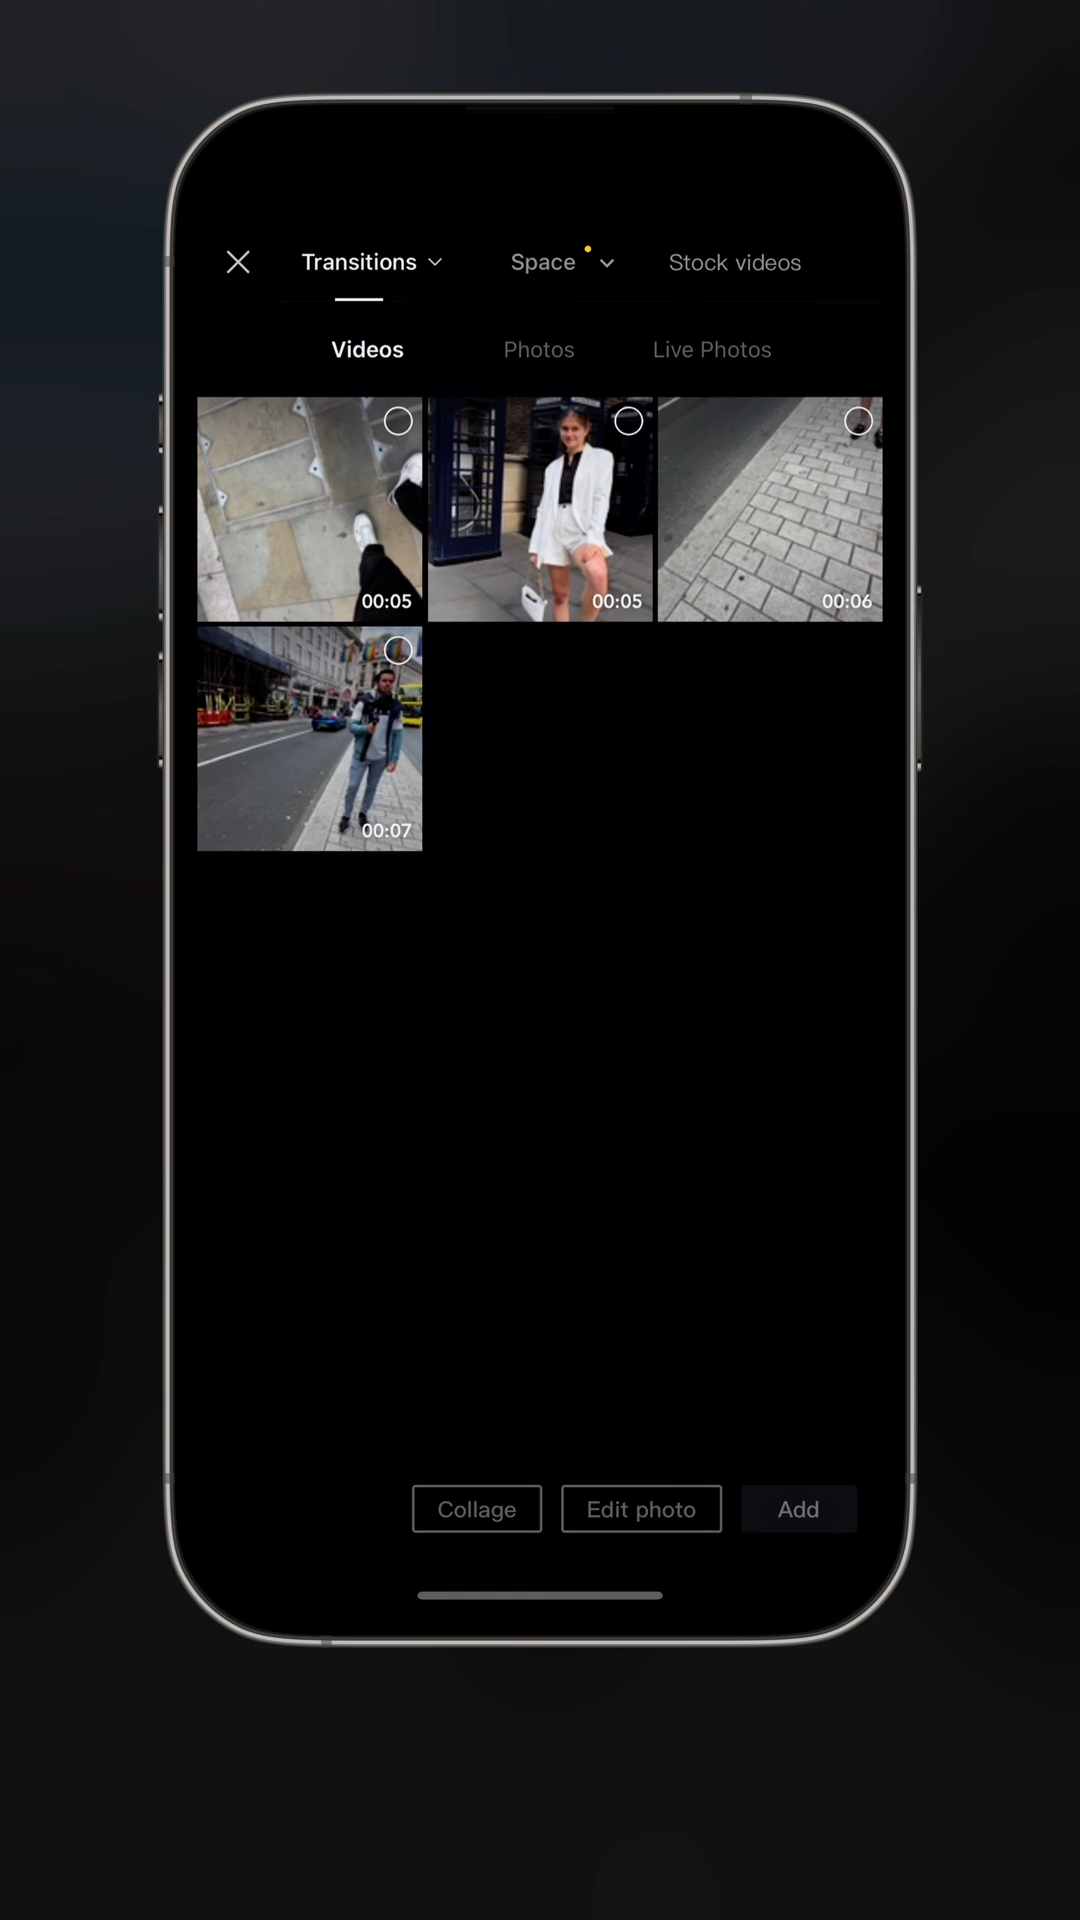 Transitions Space Stock videos
Videos Photos Live Photos
00:05 00:05 00:06
00:07
Collage Edit photo Add